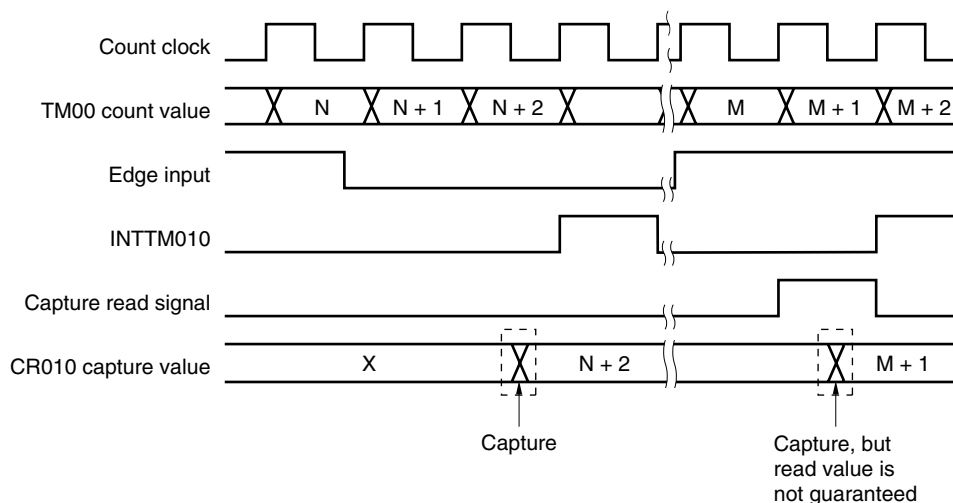 Count clock
TM00 count value
N
N + 1
N + 2
M
M + 1
M + 2
Edge input
INTTM010
Capture read signal
CR010 capture value
X
N + 2
M + 1
Capture
Capture, but
read value is
not guaranteed